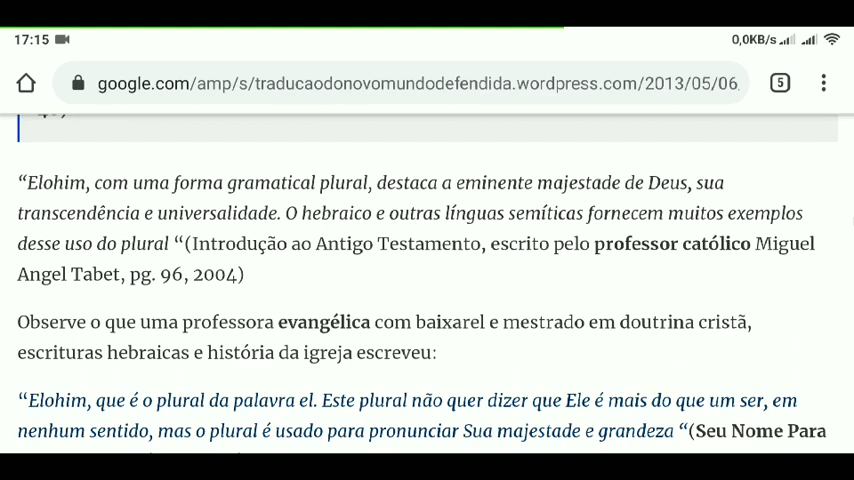 17:15
0,0KB/s
google.com/amp/s/traducaodonovomundodefendida.wordpress.com/2013/05/06
5
“Elohim, com uma forma gramatical plural, destaca a eminente majestade de Deus, sua
transcendência e universalidade. O hebraico e outras línguas semíticas fornecem muitos exemplos
desse uso do plural “(Introdução ao Antigo Testamento, escrito pelo professor católico Miguel
Angel Tabet, pg. 96, 2004)
Observe o que uma professora evangélica com baixarel e mestrado em doutrina cristã,
escrituras hebraicas e história da igreja escreveu:
“Elohim, que é o plural da palavra el. Este plural não quer dizer que Ele é mais do que um ser, em
nenhum sentido, mas o plural é usado para pronunciar Sua majestade e grandeza “(Seu Nome Para